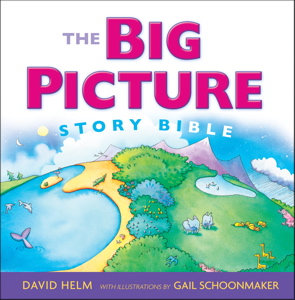 THE BIG
PICTURE
STORY BIBLE
DAVID HELM WITH ILLUSTRATIONS BY GAIL SCHOONMAKER